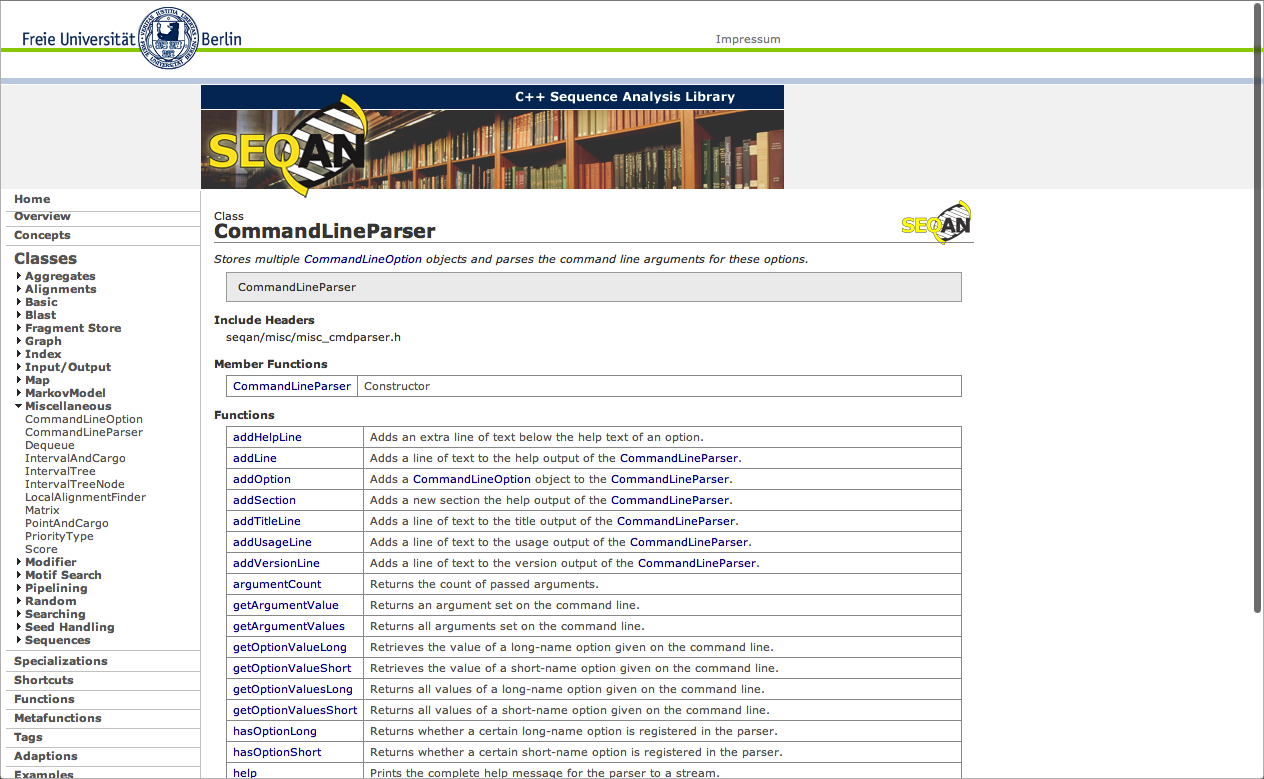 Freie Universität Berlin
Impressum
C++ Sequence Analysis Library
SEQAN
Home
Overview
Concepts
Classes
Aggregates
Alignments
Basic
Blast
Fragment Store
Graph
Index
Input/Output
Map
MarkovModel
Miscellaneous
CommandLineOption
CommandLineParser
Dequeue
IntervalAndCargo
IntervalTree
IntervalTreeNode
LocalAlignmentFinder
Matrix
PointAndCargo
PriorityType
Score
Modifier
Motif Search
Pipelining
Random
Searching
Seed Handling
Sequences
Specializations
Shortcuts
Functions
Metafunctions
Tags
Adaptions
Examples
Class
CommandLineParser
SEQAN
Stores multiple CommandLineOption objects and parses the command line arguments for these options.
CommandLineParser
Include Headers
seqan/misc/misc_cmdparser.h
Member Functions
CommandLineParser Constructor
Functions
addHelpLine Adds an extra line of text below the help text of an option.
addLine Adds a line of text to the help output of the CommandLineParser.
addOption Adds a CommandLineOption object to the CommandLineParser.
addSection Adds a new section the help output of the CommandLineParser.
addTitleLine Adds a line of text to the title output of the CommandLineParser.
addUsageLine Adds a line of text to the usage output of the CommandLineParser.
addVersionLine Adds a line of text to the version output of the CommandLineParser.
argumentCount Returns the count of passed arguments.
getArgumentValue Returns an argument set on the command line.
getArgumentValues Returns all arguments set on the command line.
getOptionValueLong Retrieves the value of a long-name option given on the command line.
getOptionValueShort Retrieves the value of a short-name option given on the command line.
getOptionValuesLong Returns all values of a long-name option given on the command line.
getOptionValuesShort Returns all values of a short-name option given on the command line.
hasOptionLong Returns whether a certain long-name option is registered in the parser.
hasOptionShort Returns whether a certain short-name option is registered in the parser.
help Prints the complete help message for the parser to a stream.